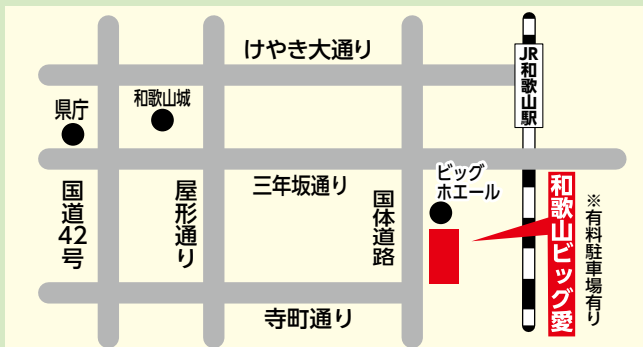 けやき大通り
JR和歌山駅
県庁
和歌山城
三年坂通り
ビッグ
ホエール
国道42号
屋形通り
国体道路
和歌山ビッグ愛
※有料駐車場有り
寺町通り